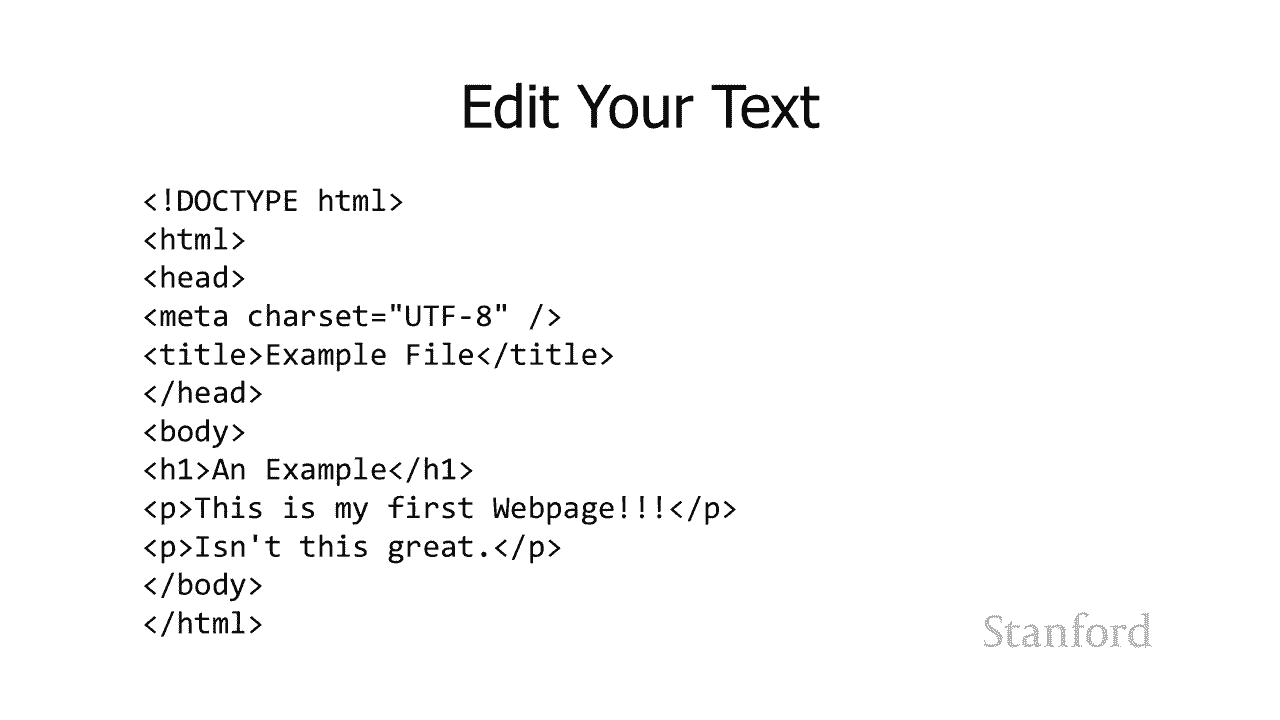 Edit Your Text
<!DOCTYPE html>
<html>
<head>
<meta charset="UTF-8" />
<title>Example File</title>
</head>
<body>
<h1>An Example</h1>
<p>This is my first Webpage!!!</p>
<p>Isn't this great.</p>
</body>
</html>
Stanford